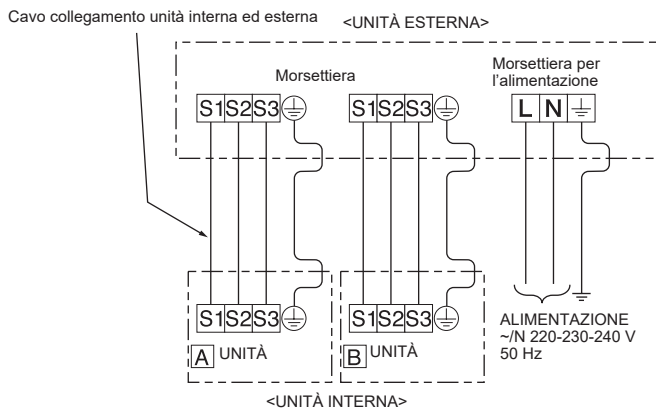 Cavo collegamento unità interna ed esterna
<UNITÀ ESTERNA>
Morsettiera
Morsettiera per
l'alimentazione
S1 S2 S3
S1 S2 S3
L N
S1 S2 S3
S1 S2 S3
A UNITÀ
B UNITÀ
ALIMENTAZIONE
~/N 220-230-240 V
50 Hz
<UNITÀ INTERNA>